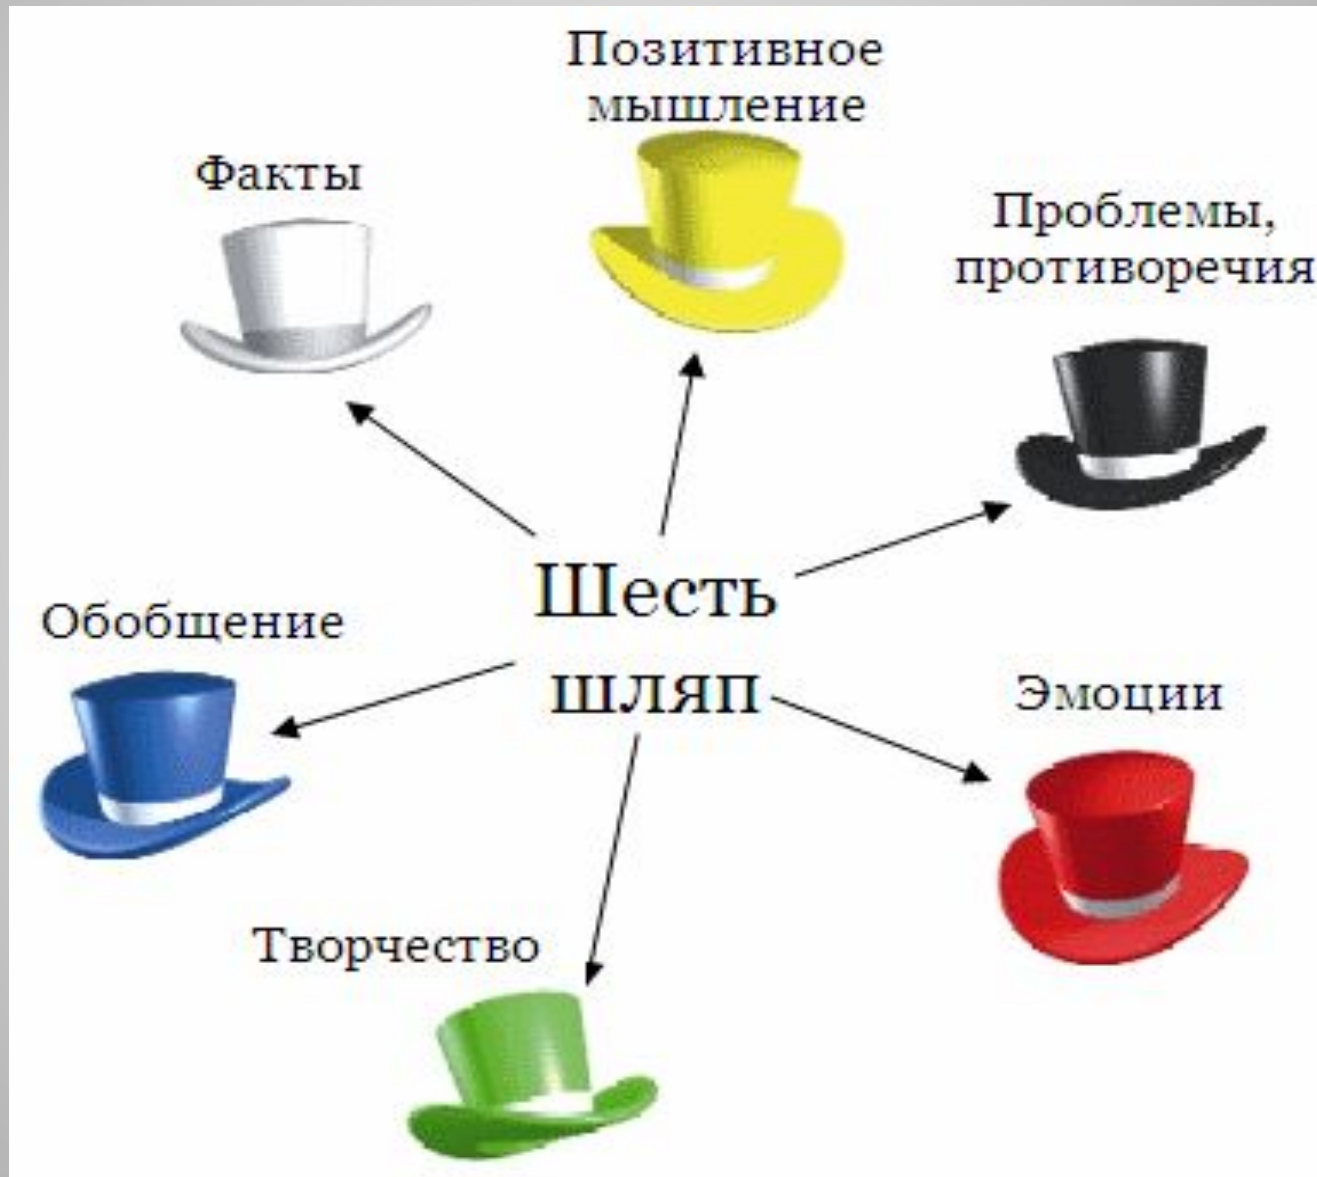 Позитивное
мышление
Факты
Проблемы,
противоречия
Шесть
шляп
Обобщение
Эмоции
Творчество